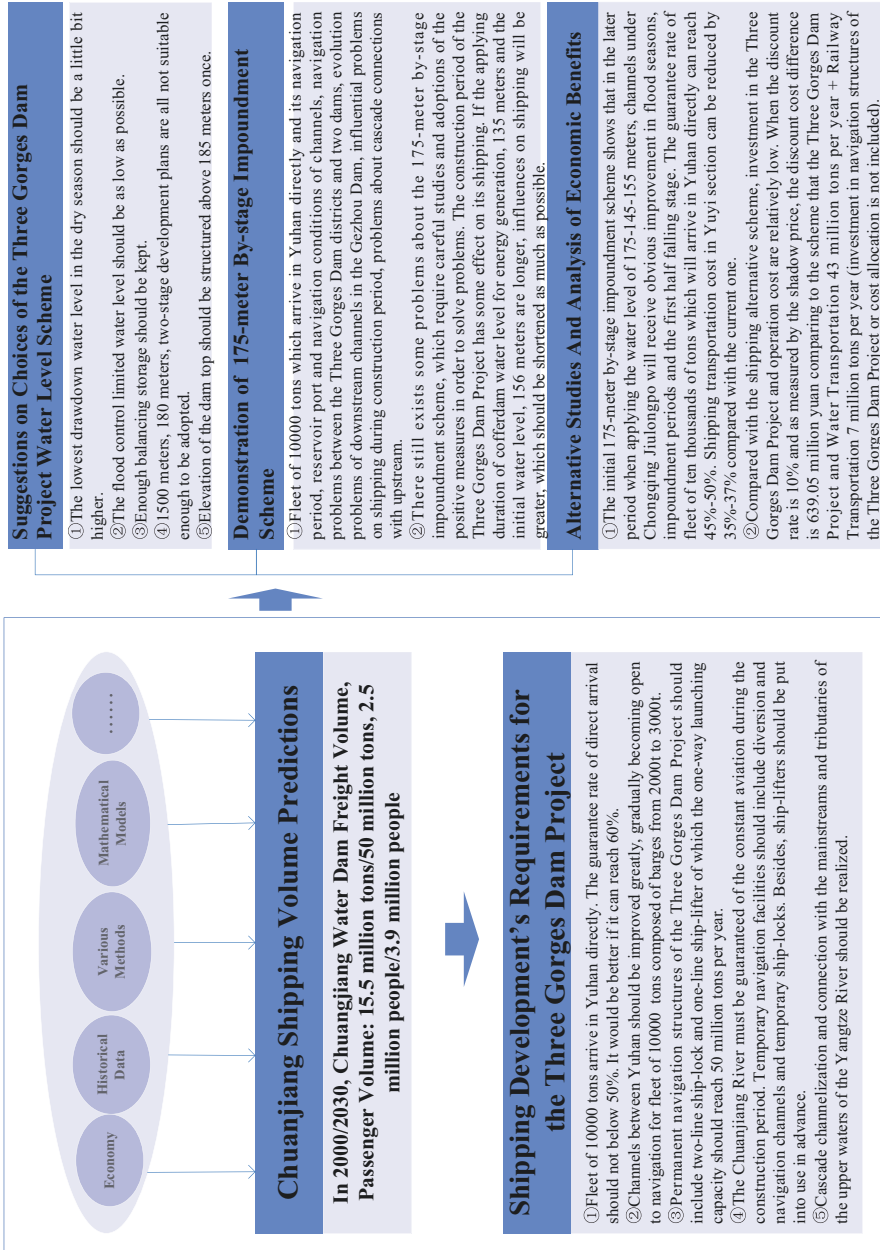 Economy
Historical
Data
Various
Methods
Mathematical
Models
……
Chuanjiang Shipping Volume Predictions
In 2000/2030, Chuangjiang Water Dam Freight Volume,
Passenger Volume: 15.5 million tons/50 million tons, 2.5
million people/3.9 million people
Shipping Development’s Requirements for
the Three Gorges Dam Project
①Fleet of 10000 tons arrive in Yuhan directly. The guarantee rate of direct arrival
should not below 50%. It would be better if it can reach 60%.
②Channels between Yuhan should be improved greatly, gradually becoming open
to navigation for fleet of 10000 tons composed of barges from 2000t to 3000t.
③Permanent navigation structures of the Three Gorges Dam Project should
include two-line ship-lock and one-line ship-lifter of which the one-way launching
capacity should reach 50 million tons per year.
④The Chuanjiang River must be guaranteed of the constant aviation during the
construction period. Temporary navigation facilities should include diversion and
navigation channels and temporary ship-locks. Besides, ship-lifters should be put
into use in advance.
⑤Cascade channelization and connection with the mainstreams and tributaries of
the upper waters of the Yangtze River should be realized.
Suggestions on Choices of the Three Gorges Dam
Project Water Level Scheme
①The lowest drawdown water level in the dry season should be a little bit
higher.
②The flood control limited water level should be as low as possible.
③Enough balancing storage should be kept.
④1500 meters, 180 meters, two-stage development plans are all not suitable
enough to be adopted.
⑤Elevation of the dam top should be structured above 185 meters once.
Demonstration of 175-meter By-stage Impoundment
Scheme
①Fleet of 10000 tons which arrive in Yuhan directly and its navigation
period, reservoir port and navigation conditions of channels, navigation
problems between the Three Gorges Dam districts and two dams, evolution
problems of downstream channels in the Gezhou Dam, influential problems
on shipping during construction period, problems about cascade connections
with upstream.
②There still exists some problems about the 175-meter by-stage
impoundment scheme, which require careful studies and adoptions of the
positive measures in order to solve problems. The construction period of the
Three Gorges Dam Project has some effect on its shipping. If the applying
duration of cofferdam water level for energy generation, 135 meters and the
initial water level, 156 meters are longer, influences on shipping will be
greater, which should be shortened as much as possible.
Alternative Studies And Analysis of Economic Benefits
①The initial 175-meter by-stage impoundment scheme shows that in the later
period when applying the water level of 175-145-155 meters, channels under
Chongqing Jiulongpo will receive obvious improvement in flood seasons,
impoundment periods and the first half falling stage. The guarantee rate of
fleet of ten thousands of tons which will arrive in Yuhan directly can reach
45%-50%. Shipping transportation cost in Yuyi section can be reduced by
35%-37% compared with the current one.
②Compared with the shipping alternative scheme, investment in the Three
Gorges Dam Project and operation cost are relatively low. When the discount
rate is 10% and as measured by the shadow price, the discount cost difference
is 639.05 million yuan comparing to the scheme that the Three Gorges Dam
Project and Water Transportation 43 million tons per year + Railway
Transportation 7 million tons per year (investment in navigation structures of
the Three Gorges Dam Project or cost allocation is not included).